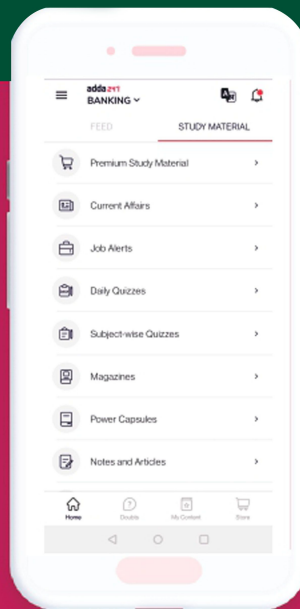 adda 247
BANKING
FEED STUDY MATERIAL
Premium Study Material
Current Affairs
Job Alerts
Daily Quizzes
Subject-wise Quizzes
Magazines
Power Capsules
Notes and Articles
Home Doubts My Content Store